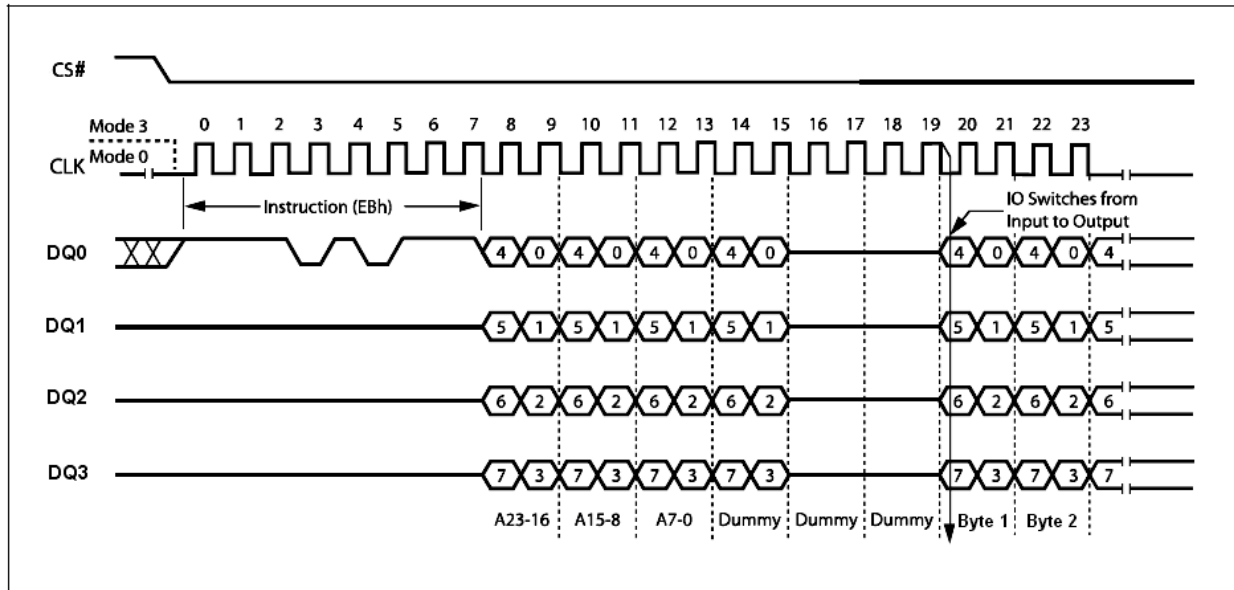 CS#
Mode 3
0 1 2 3 4 5 6 7 8 9 10 11 12 13 14 15 16 17 18 19 20 21 22 23
Mode 0
CLK
Instruction (EBh)
IO Switches from
Input to Output
DQ0 4 0 4 0 4 0 4 0 4 0 4 0 4
DQ1 5 1 5 1 5 1 5 1 5 1 5 1 5
DQ2 6 2 6 2 6 2 6 2 6 2 6 2 6
DQ3 7 3 7 3 7 3 7 3 7 3 7 3 7
A23-16 A15-8 A7-0 Dummy Dummy Dummy Byte 1 Byte 2